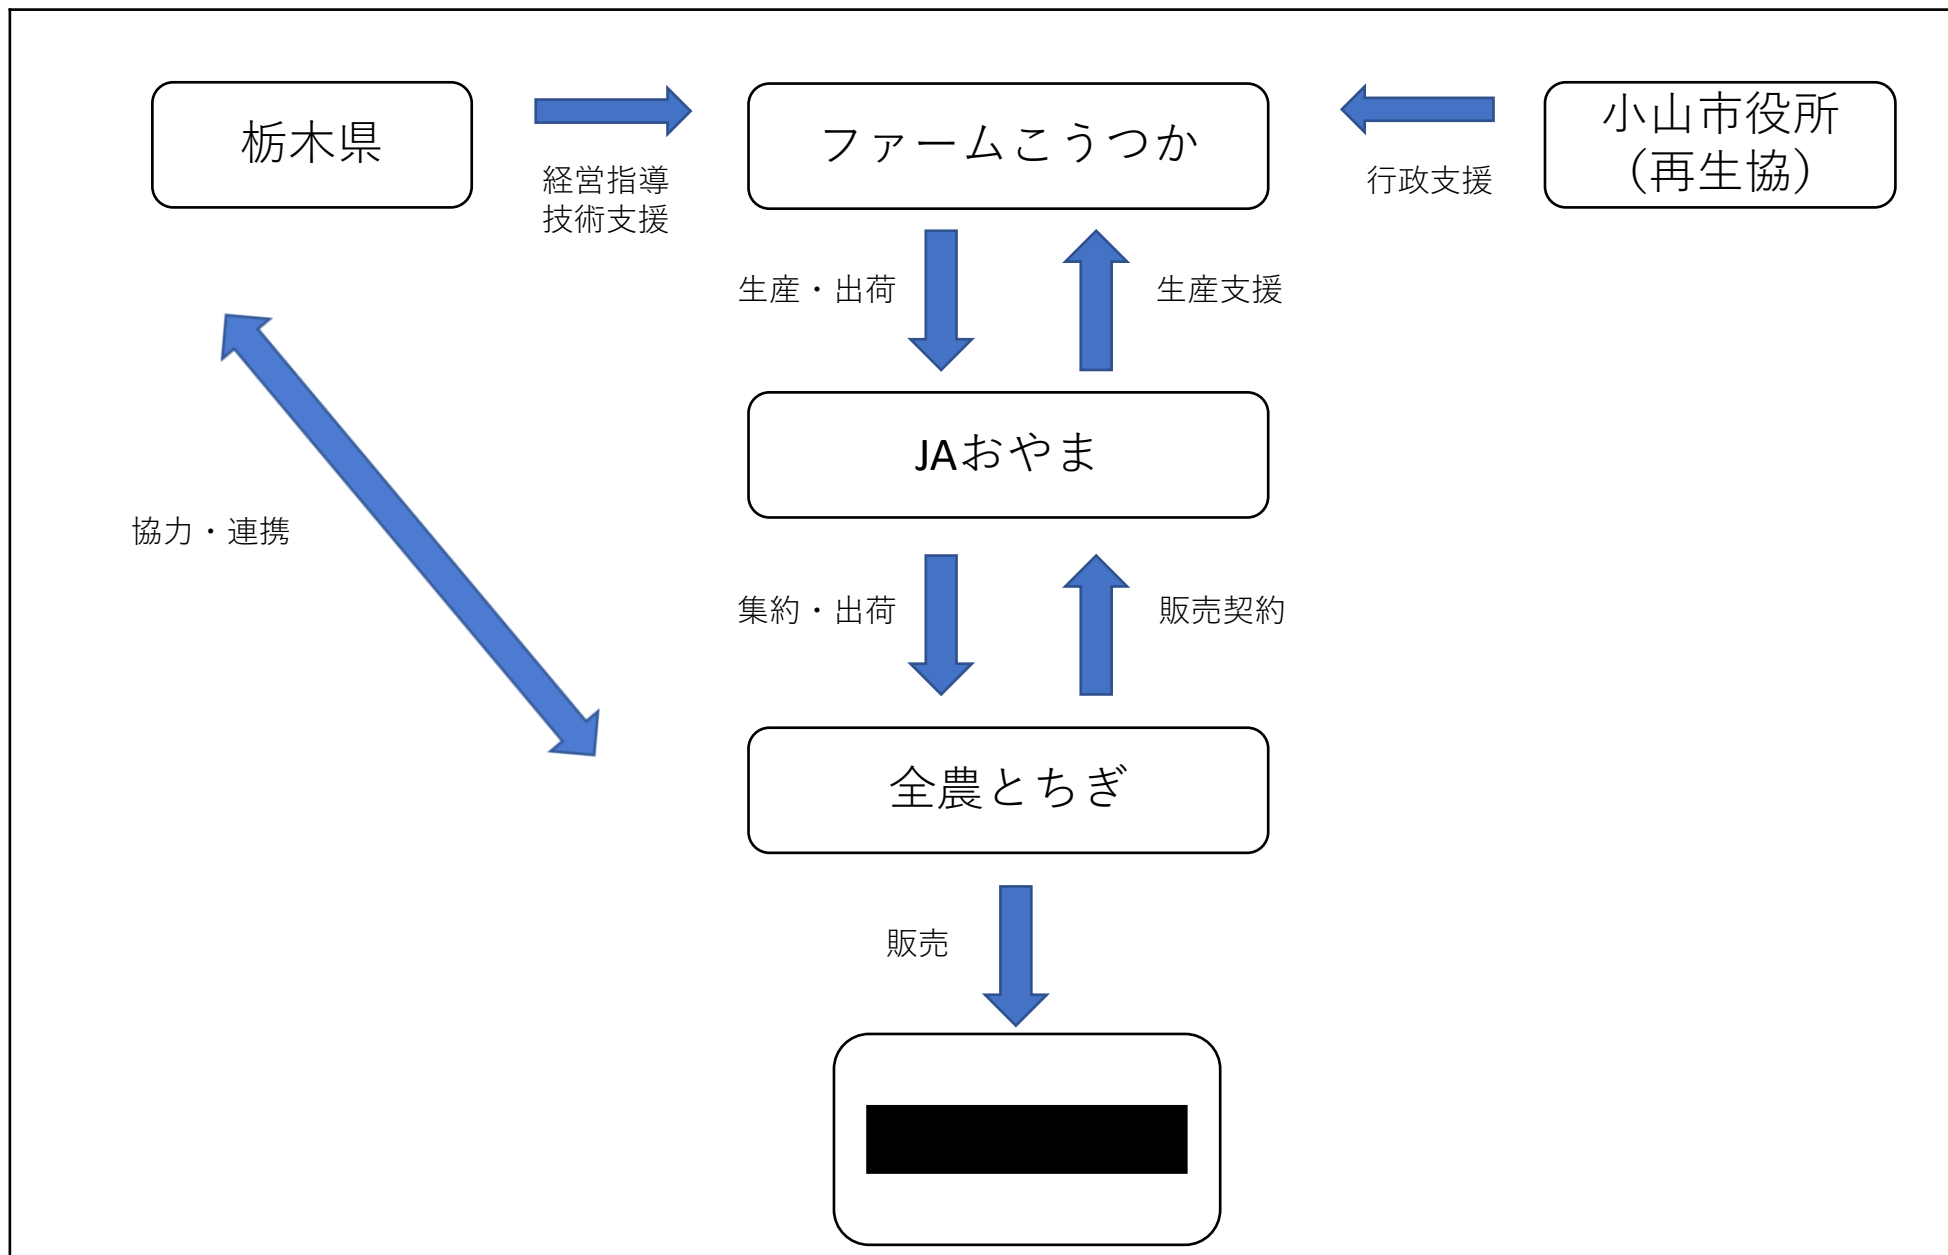 栃木県
経営指導
技術支援
ファームこうつか
行政支援
小山市役所
（再生協）
生産・出荷
生産支援
JAおやま
協力・連携
集約・出荷
販売契約
全農とちぎ
販売